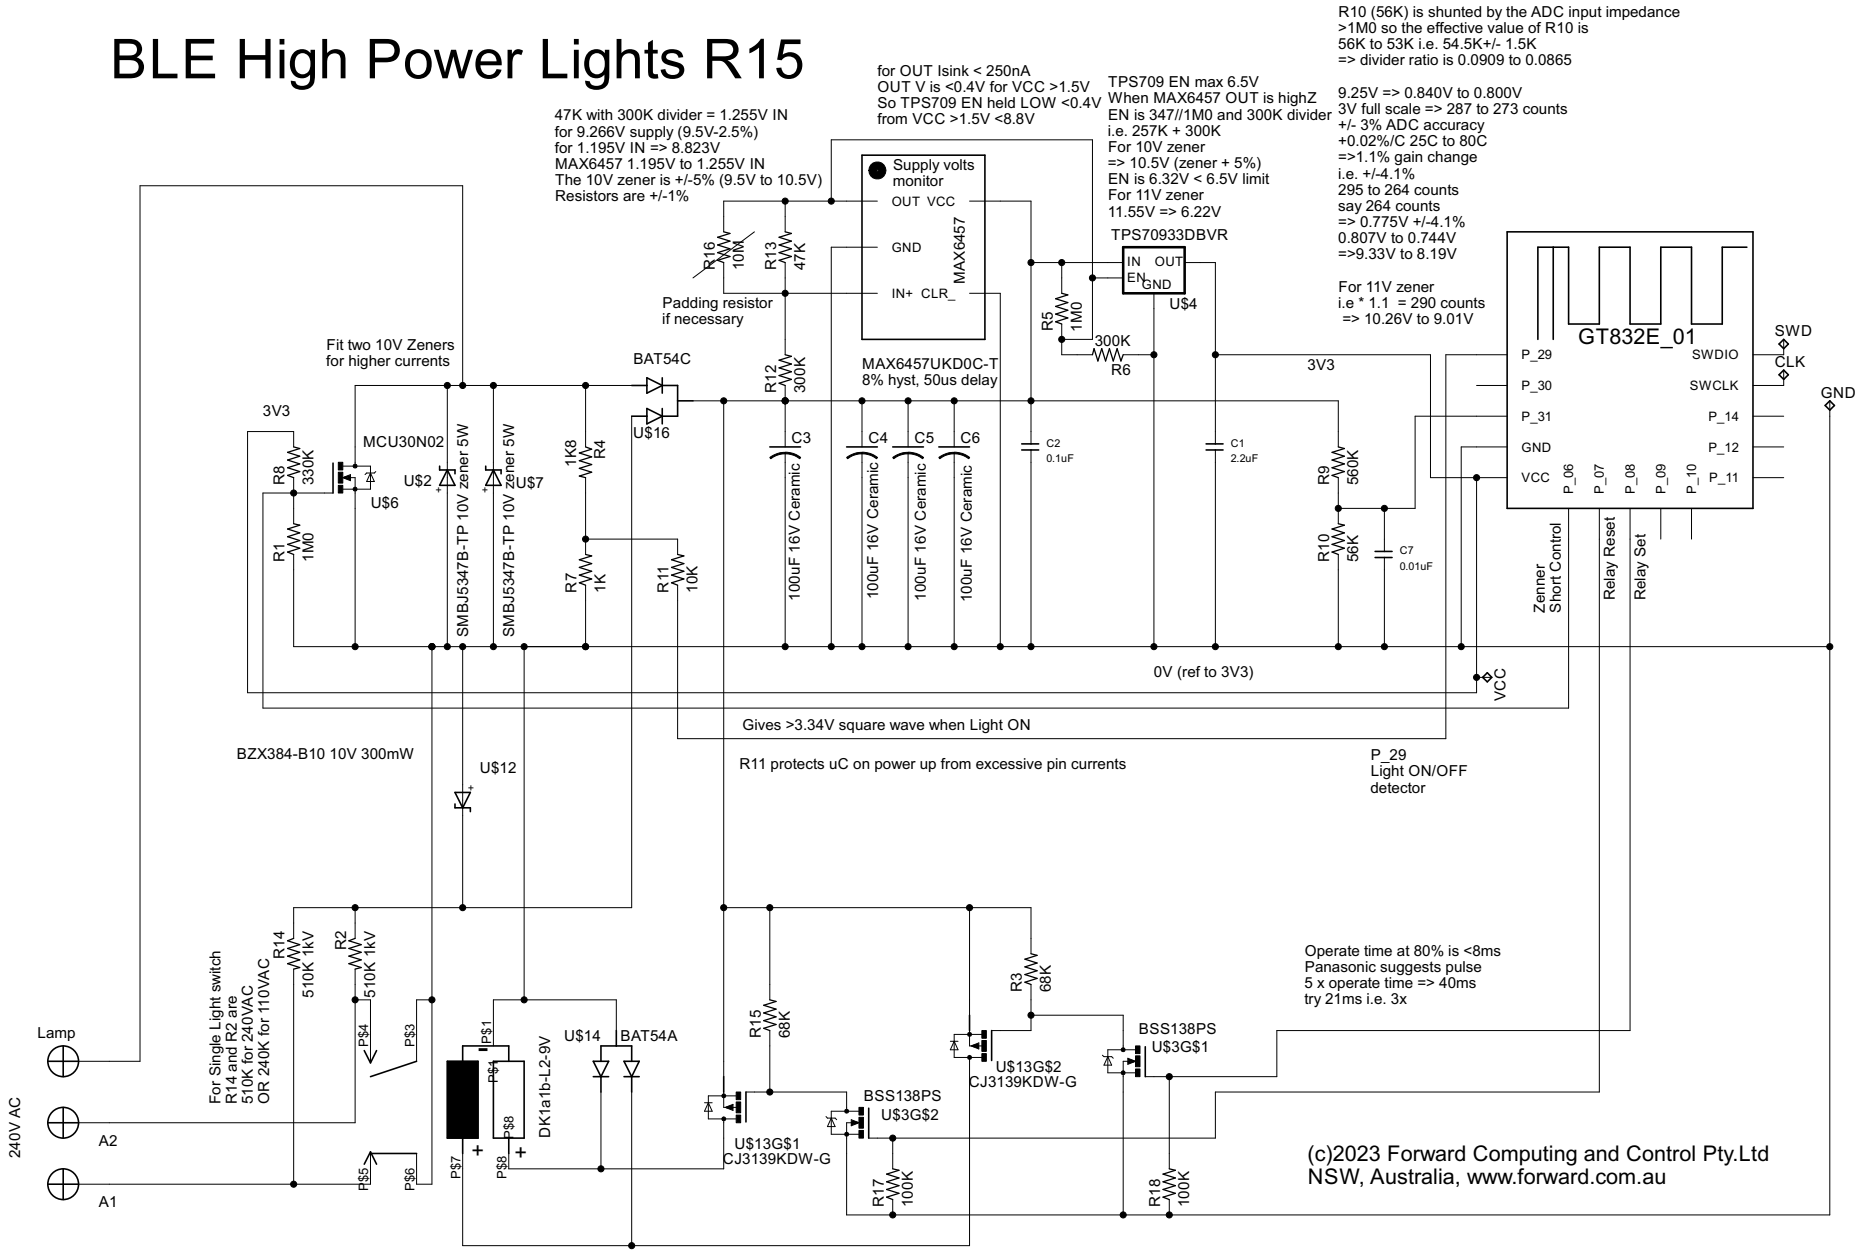 BLE High Power Lights R15
47K with 300K divider = 1.255V IN
for 9.266V supply (9.5V-2.5%)
for 1.195V IN => 8.823V
MAX6457 1.195V to 1.255V IN
The 10V zener is +/-5% (9.5V to 10.5V)
Resistors are +/-1%
for OUT Isink < 250nA
OUT V is <0.4V for VCC >1.5V
So TPS709 EN held LOW <0.4V
from VCC >1.5V <8.8V
TPS709 EN max 6.5V
When MAX6457 OUT is highZ
EN is 347//1M0 and 300K divider
i.e. 257K + 300K
For 10V zener
=> 10.5V (zener + 5%)
EN is 6.32V < 6.5V limit
For 11V zener
11.55V => 6.22V
R10 (56K) is shunted by the ADC input impedance
>1M0 so the effective value of R10 is
56K to 53K i.e. 54.5K+/- 1.5K
=> divider ratio is 0.0909 to 0.0865
9.25V => 0.840V to 0.800V
3V full scale => 287 to 273 counts
+/- 3% ADC accuracy
+0.02%/C 25C to 80C
=>1.1% gain change
i.e. +/-4.1%
295 to 264 counts
say 264 counts
=> 0.775V +/-4.1%
0.807V to 0.744V
=>9.33V to 8.19V
For 11V zener
i.e * 1.1 = 290 counts
=> 10.26V to 9.01V
Supply volts
monitor
OUT VCC
GND
IN+ CLR_
MAX6457
MAX6457UKD0C-T
8% hyst, 50us delay
R16
10M
R13
47K
Padding resistor
if necessary
R12
300K
TPS70933DBVR
IN OUT
EN
GND
U$4
R5
1M0
300K
R6
3V3
GT832E_01
P_29
P_30
P_31
GND
VCC
SWDIO
SWCLK
P_14
P_12
P_11
P_06
P_07
P_08
P_09
P_10
SWD
CLK
GND
Fit two 10V Zeners
for higher currents
BAT54C
U$16
3V3
R8
330K
MCU30N02
U$6
R1
1M0
U$2
SMBJ5347B-TP 10V zener 5W
U$7
SMBJ5347B-TP 10V zener 5W
1K8
R4
R7
1K
R11
10K
C3
100uF 16V Ceramic
C4
100uF 16V Ceramic
C5
100uF 16V Ceramic
C6
100uF 16V Ceramic
C2
0.1uF
C1
2.2uF
R9
560K
R10
56K
C7
0.01uF
Zenner
Short Control
Relay Reset
Relay Set
0V (ref to 3V3)
VCC
Gives >3.34V square wave when Light ON
BZX384-B10 10V 300mW
U$12
R11 protects uC on power up from excessive pin currents
P_29
Light ON/OFF
detector
For Single Light switch
R14 and R2 are
510K for 240VAC
OR 240K for 110VAC
R14
510K 1kV
R2
510K 1kV
Lamp
240V AC
A2
A1
P$4
P$3
P$5
P$6
P$1
P$1
P$8
P$7
P$8
DK1a1b-L2-9V
U$14
BAT54A
R15
68K
R3
68K
U$13G$1
CJ3139KDW-G
BSS138PS
U$3G$2
U$13G$2
CJ3139KDW-G
BSS138PS
U$3G$1
R17
100K
R18
100K
Operate time at 80% is <8ms
Panasonic suggests pulse
5 x operate time => 40ms
try 21ms i.e. 3x
(c)2023 Forward Computing and Control Pty.Ltd
NSW, Australia, www.forward.com.au